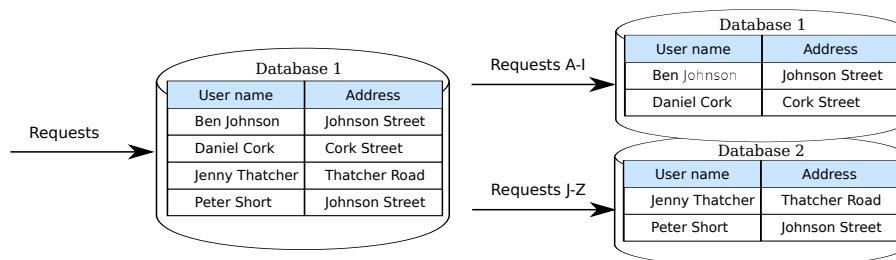 Database 1
User name Address
Ben Johnson Johnson Street
Daniel Cork Cork Street
Jenny Thatcher Thatcher Road
Peter Short Johnson Street
Requests
Requests A-I
Database 1
User name Address
Ben Johnson Johnson Street
Daniel Cork Cork Street
Requests J-Z
Database 2
User name Address
Jenny Thatcher Thatcher Road
Peter Short Johnson Street